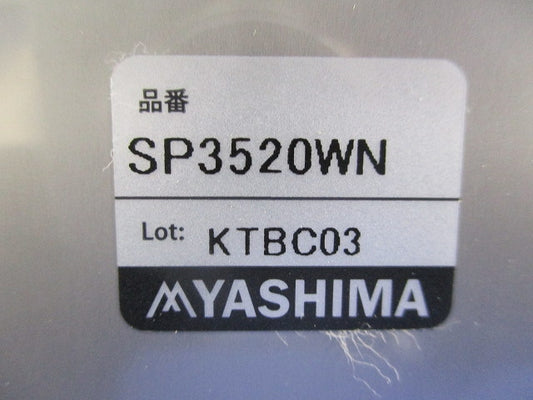 品番
SP3520WN
Lot: KTBC03
YASHIMA